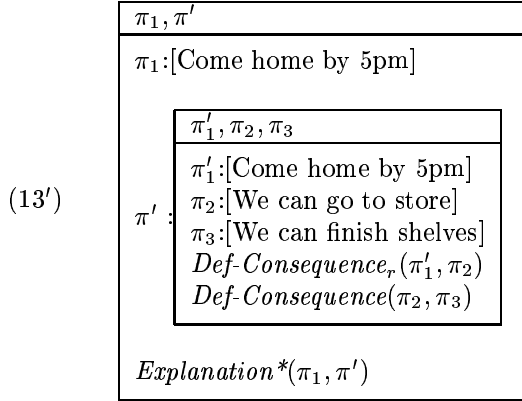 π₁, π′
π₁:[Come home by 5pm]
π′₁, π₂, π₃
π′₁:[Come home by 5pm]
π₂:[We can go to store]
(13′)
π′ :
π₃:[We can finish shelves]
Def-Consequenceᵣ(π′₁, π₂)
Def-Consequence(π₂, π₃)
Explanation*(π₁, π′)